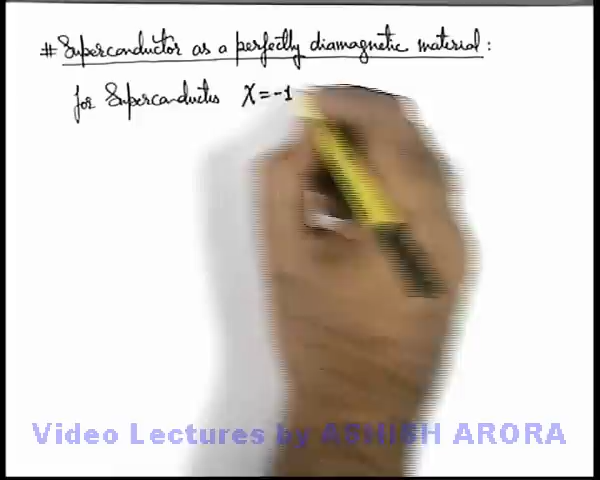 # Superconductor as a perfectly diamagnetic material :
for Superconductors χ = -1
Video Lectures by ASHISH ARORA